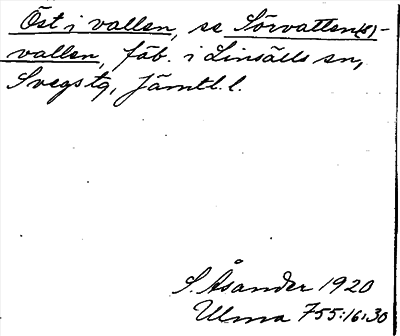 Öst i vallen, se Sörvatten(s)-
vallen, fäb. i Linsälls sn,
Svegs tg, Jämtl. l.
S. Åsander 1920
Ulma 755:16:30